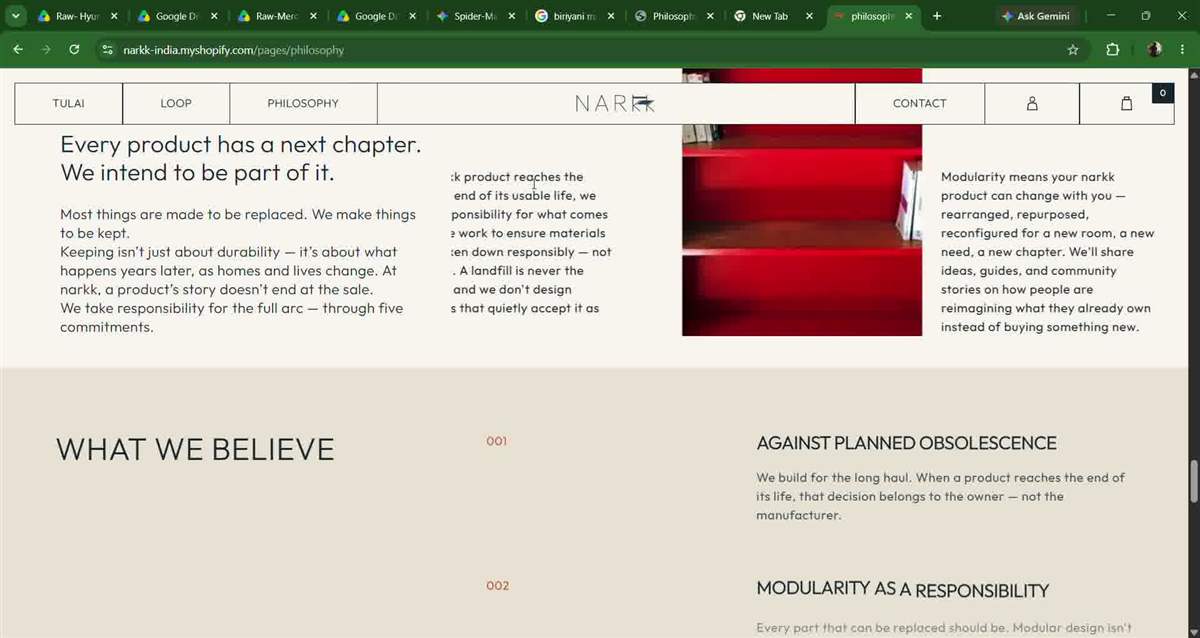 Raw- Hyu
Google Dr
Raw-Merc
Google Dr
Spider-Ma
biriyani m
Philosoph
New Tab
philosoph
Ask Gemini
narkk-india.myshopify.com/pages/philosophy
TULAI
LOOP
PHILOSOPHY
NARKK
CONTACT
0
Every product has a next chapter.
We intend to be part of it.
Most things are made to be replaced. We make things
to be kept.
Keeping isn't just about durability — it's about what
happens years later, as homes and lives change. At
narkk, a product's story doesn't end at the sale.
We take responsibility for the full arc — through five
commitments.
kk product reaches the
end of its usable life, we
ponsibility for what comes
e work to ensure materials
ken down responsibly — not
. A landfill is never the
and we don't design
s that quietly accept it as
Modularity means your narkk
product can change with you —
rearranged, repurposed,
reconfigured for a new room, a new
need, a new chapter. We'll share
ideas, guides, and community
stories on how people are
reimagining what they already own
instead of buying something new.
WHAT WE BELIEVE
001
AGAINST PLANNED OBSOLESCENCE
We build for the long haul. When a product reaches the end of
its life, that decision belongs to the owner — not the
manufacturer.
002
MODULARITY AS A RESPONSIBILITY
Every part that can be replaced should be. Modular design isn't